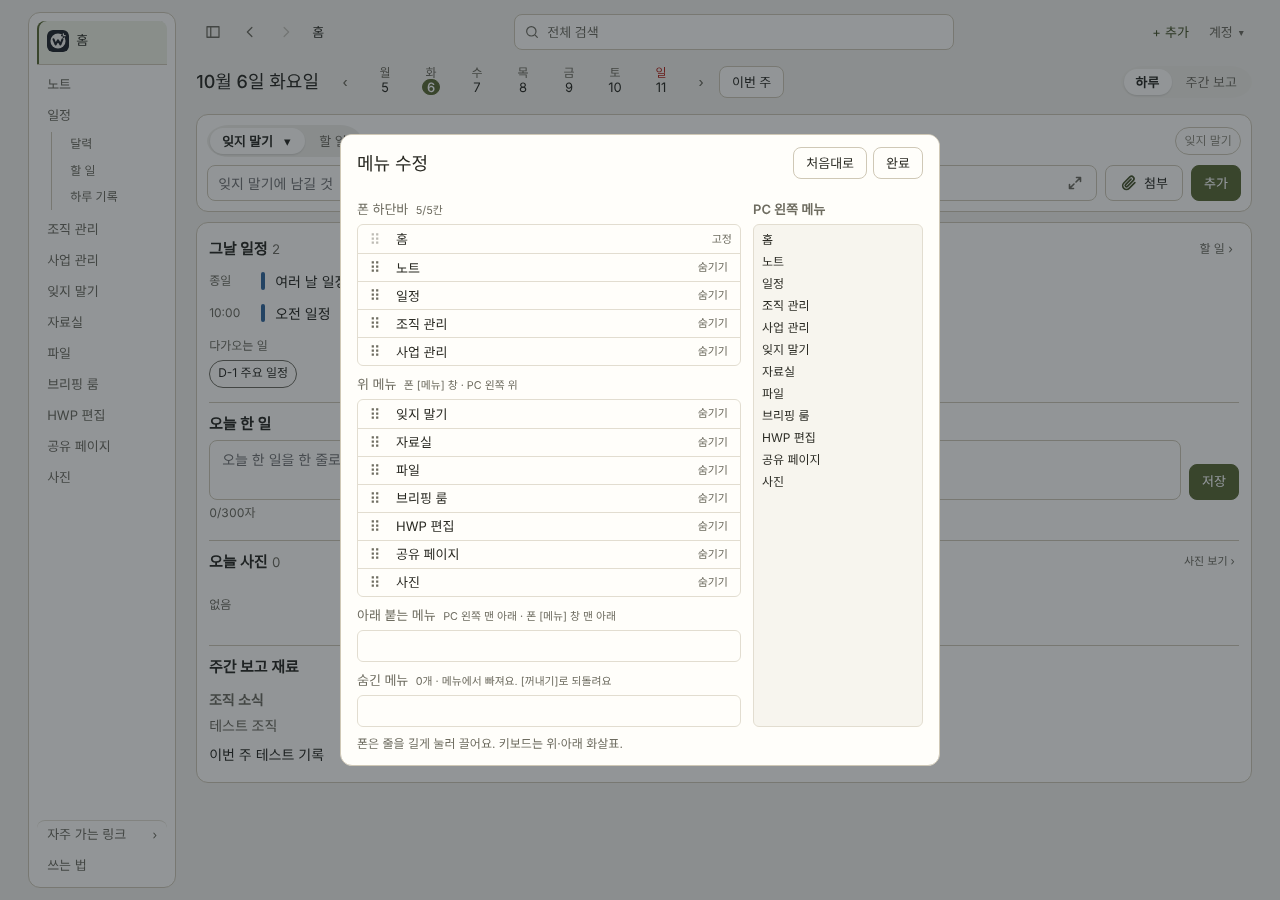 홈
노트
일정
달력
할 일
하루 기록
조직 관리
사업 관리
잊지 말기
자료실
파일
브리핑 룸
HWP 편집
공유 페이지
사진
자주 가는 링크 ›
쓰는 법
홈
전체 검색
+ 추가
계정 ▾
10월 6일 화요일
‹ 월 화 수 목 금 토 일 ›
5 6 7 8 9 10 11
이번 주
하루 주간 보고
잊지 말기 ▾
잊지 말기
잊지 말기에 남길 것
첨부
추가
그날 일정 2
할 일 ›
종일
10:00 오전 일정
다가오는 일
D-1 주요 일정
오늘 한 일
저장
0/300자
오늘 사진 0
사진 보기 ›
없음
주간 보고 재료
조직 소식
테스트 조직
이번 주 테스트 기록
메뉴 수정
처음대로
완료
폰 하단바 5/5칸
홈 고정
노트 숨기기
일정 숨기기
조직 관리 숨기기
사업 관리 숨기기
위 메뉴 폰 [메뉴] 창 · PC 왼쪽 위
잊지 말기 숨기기
자료실 숨기기
파일 숨기기
브리핑 룸 숨기기
HWP 편집 숨기기
공유 페이지 숨기기
사진 숨기기
아래 붙는 메뉴 PC 왼쪽 맨 아래 · 폰 [메뉴] 창 맨 아래
숨긴 메뉴 0개 · 메뉴에서 빠져요. [꺼내기]로 되돌려요
폰은 줄을 길게 눌러 끌어요. 키보드는 위·아래 화살표.
PC 왼쪽 메뉴
홈
노트
일정
조직 관리
사업 관리
잊지 말기
자료실
파일
브리핑 룸
HWP 편집
공유 페이지
사진